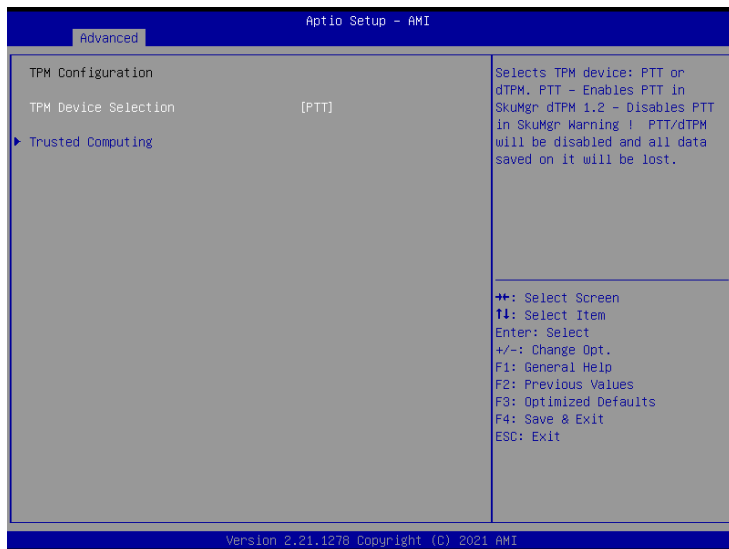 Aptio Setup – AMI
Advanced
TPM Configuration
TPM Device Selection [PTT]
Trusted Computing
Selects TPM device: PTT or
dTPM. PTT – Enables PTT in
SkuMgr dTPM 1.2 – Disables PTT
in SkuMgr Warning ! PTT/dTPM
will be disabled and all data
saved on it will be lost.
→←: Select Screen
↑↓: Select Item
Enter: Select
+/-: Change Opt.
F1: General Help
F2: Previous Values
F3: Optimized Defaults
F4: Save & Exit
ESC: Exit
Version 2.21.1278 Copyright (C) 2021 AMI